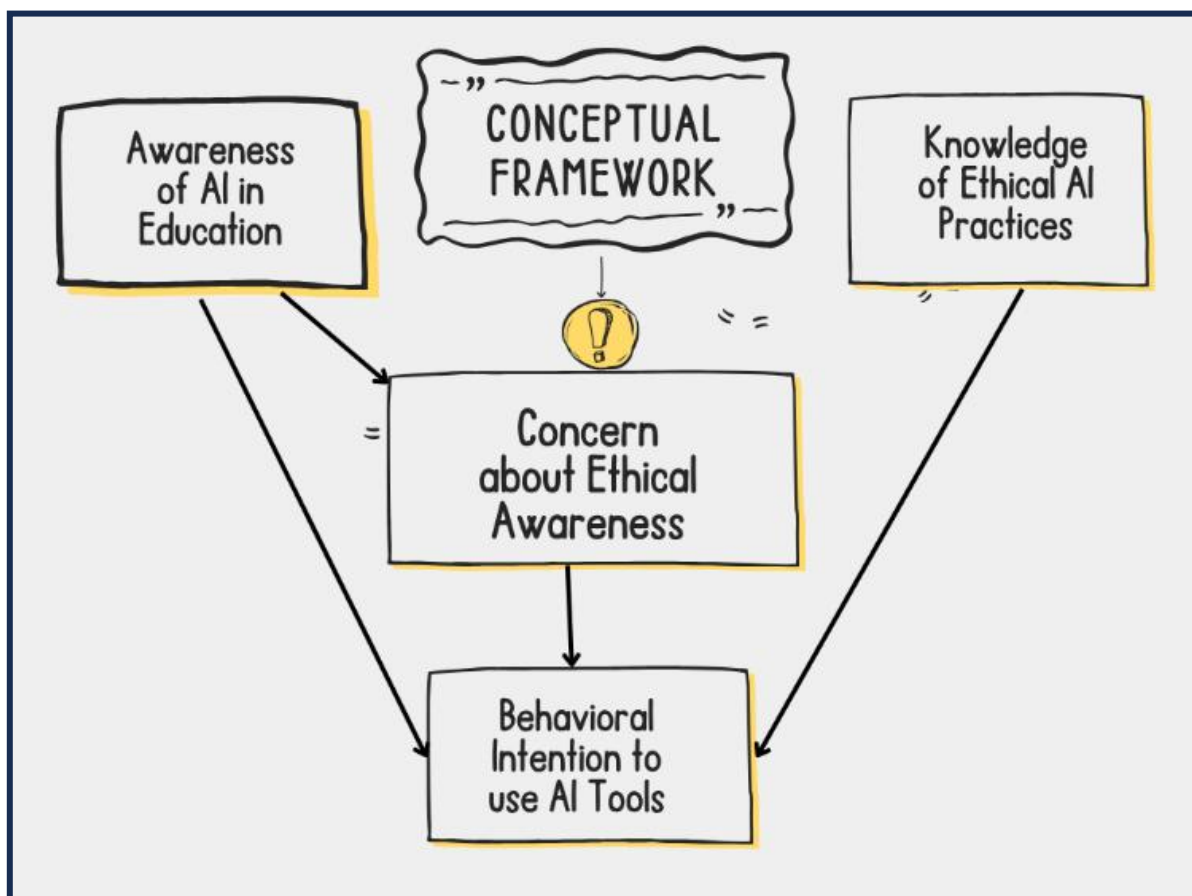 CONCEPTUAL
FRAMEWORK
Awareness
of AI in
Education
Knowledge
of Ethical AI
Practices
!
Concern
about Ethical
Awareness
Behavioral
Intention to
use AI Tools